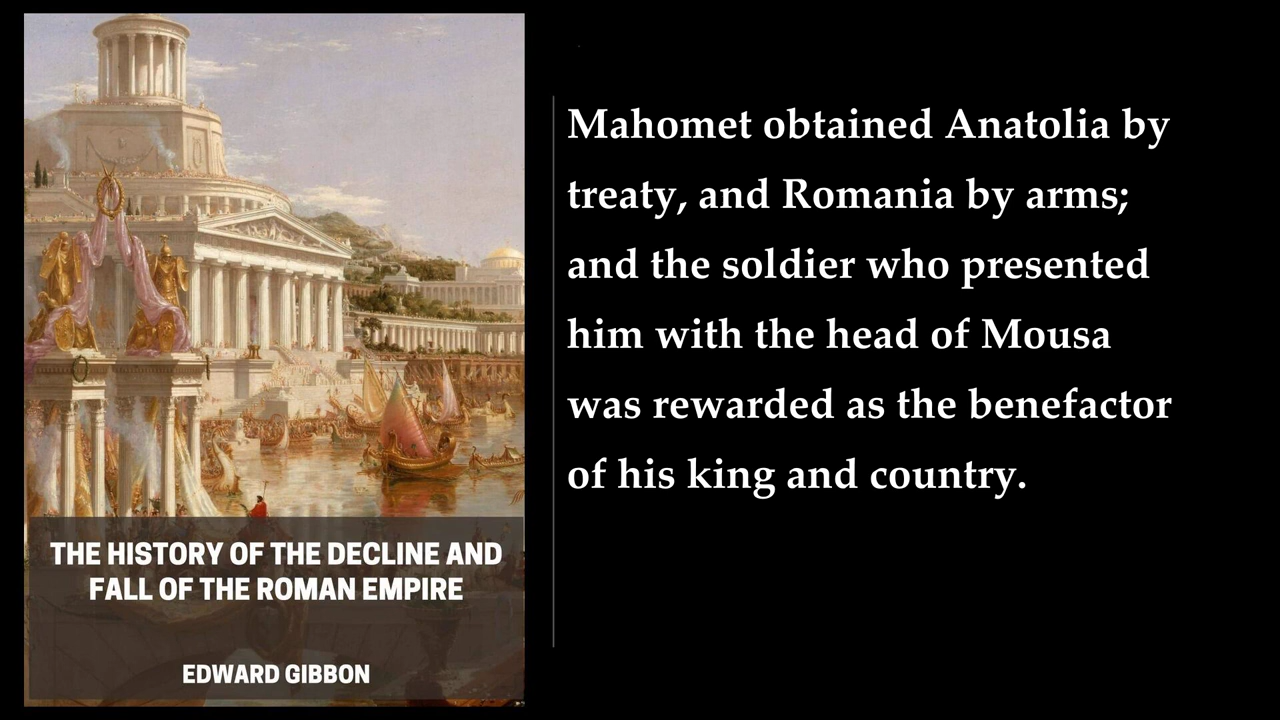 THE HISTORY OF THE DECLINE AND
FALL OF THE ROMAN EMPIRE
EDWARD GIBBON
Mahomet obtained Anatolia by
treaty, and Romania by arms;
and the soldier who presented
him with the head of Mousa
was rewarded as the benefactor
of his king and country.